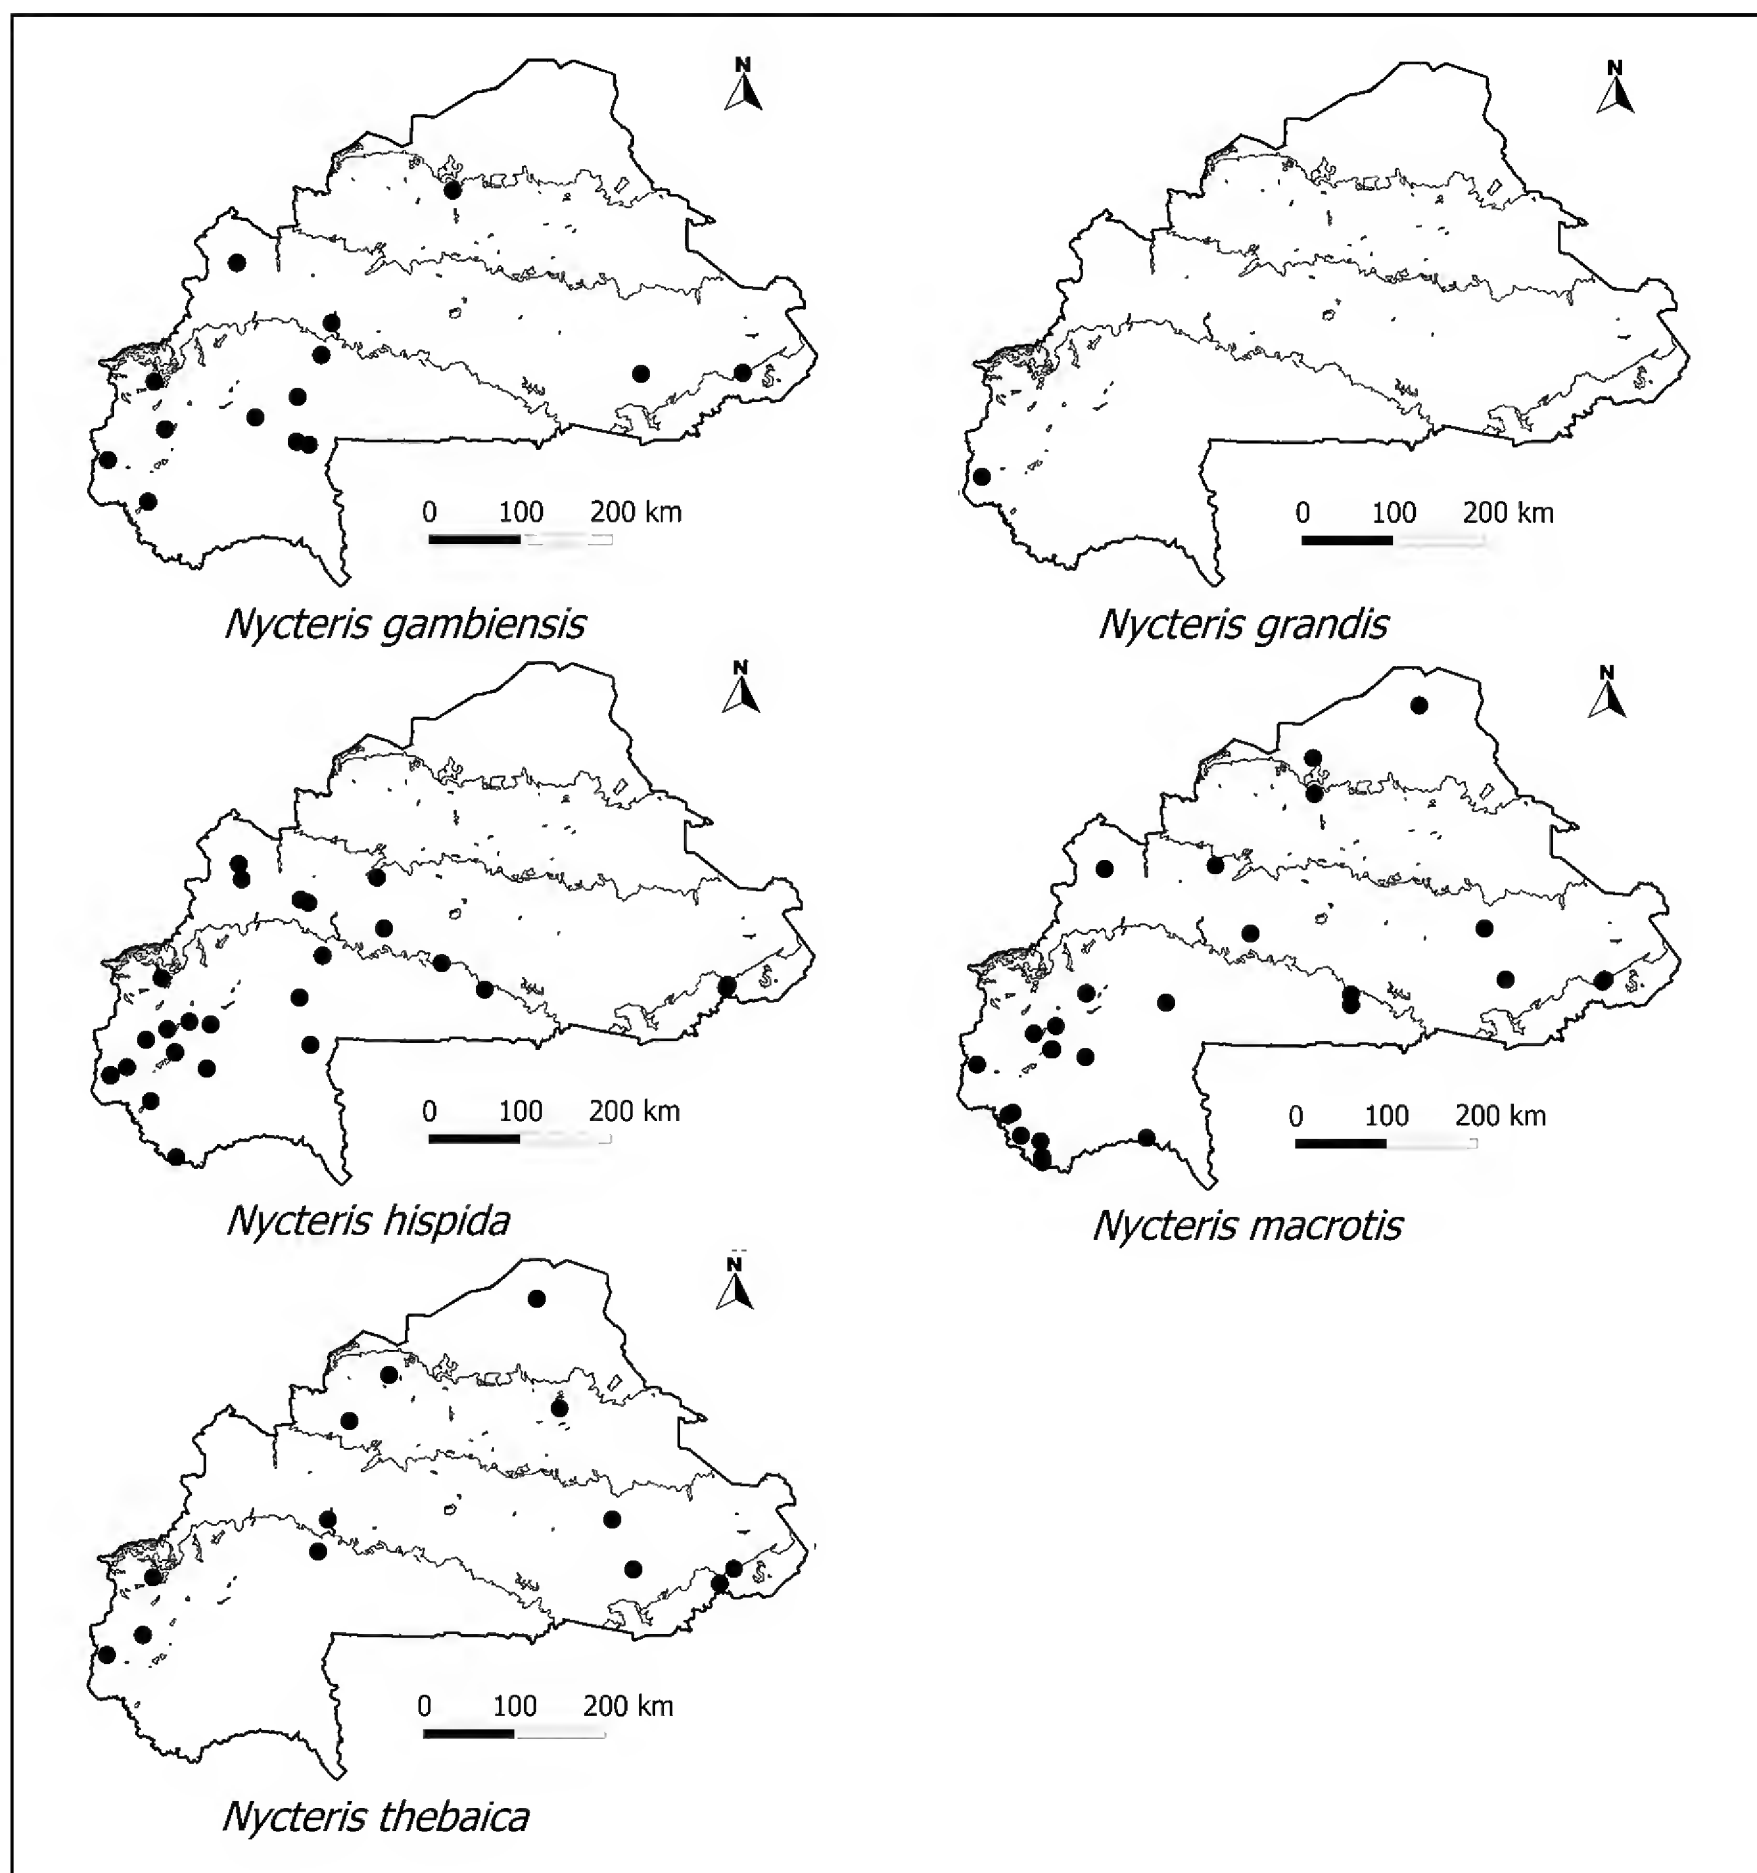 N
N
0 100 200 km
0 100 200 km
Nycteris gambiensis
Nycteris grandis
N
N
0 100 200 km
0 100 200 km
Nycteris hispida
Nycteris macrotis
N
0 100 200 km
Nycteris thebaica